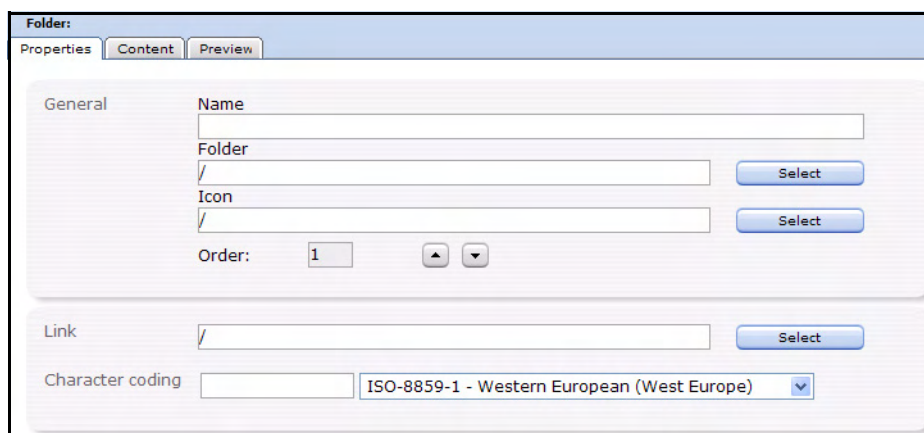 Folder:
Properties Content Preview
General Name
Folder
/ Select
Icon
/ Select
Order: 1
Link / Select
Character coding ISO-8859-1 - Western European (West Europe)